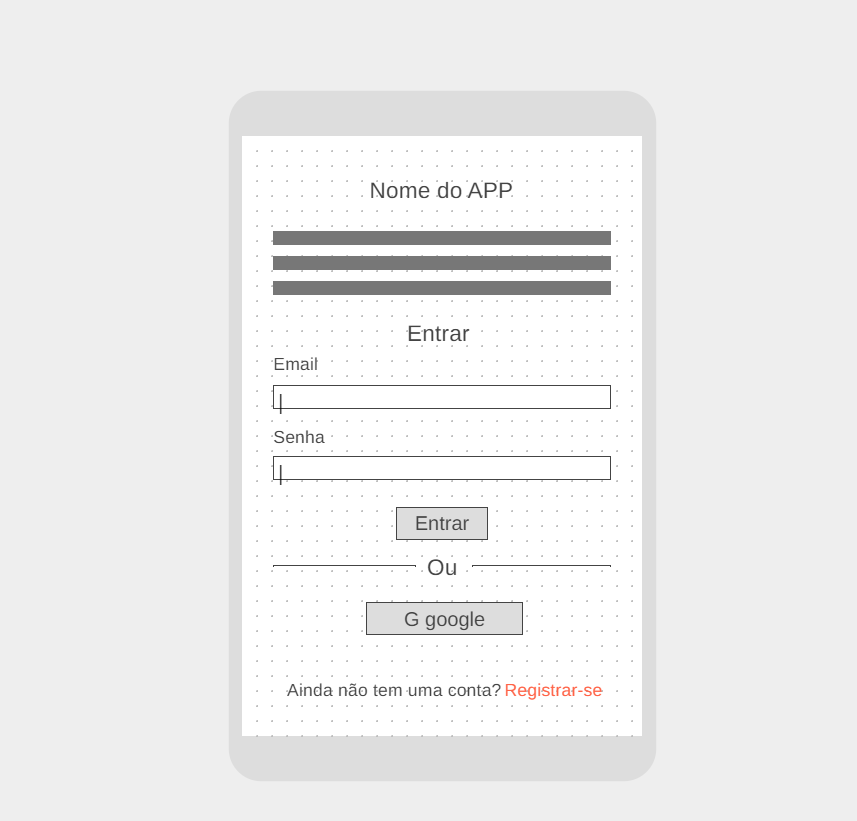 Nome do APP
Entrar
Email
Senha
Entrar
Ou
G google
Ainda não tem uma conta? Registrar-se